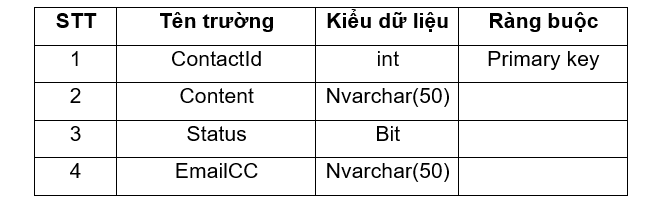 STT Tên trường Kiểu dữ liệu Ràng buộc
1 ContactId int Primary key
2 Content Nvarchar(50)
3 Status Bit
4 EmailCC Nvarchar(50)